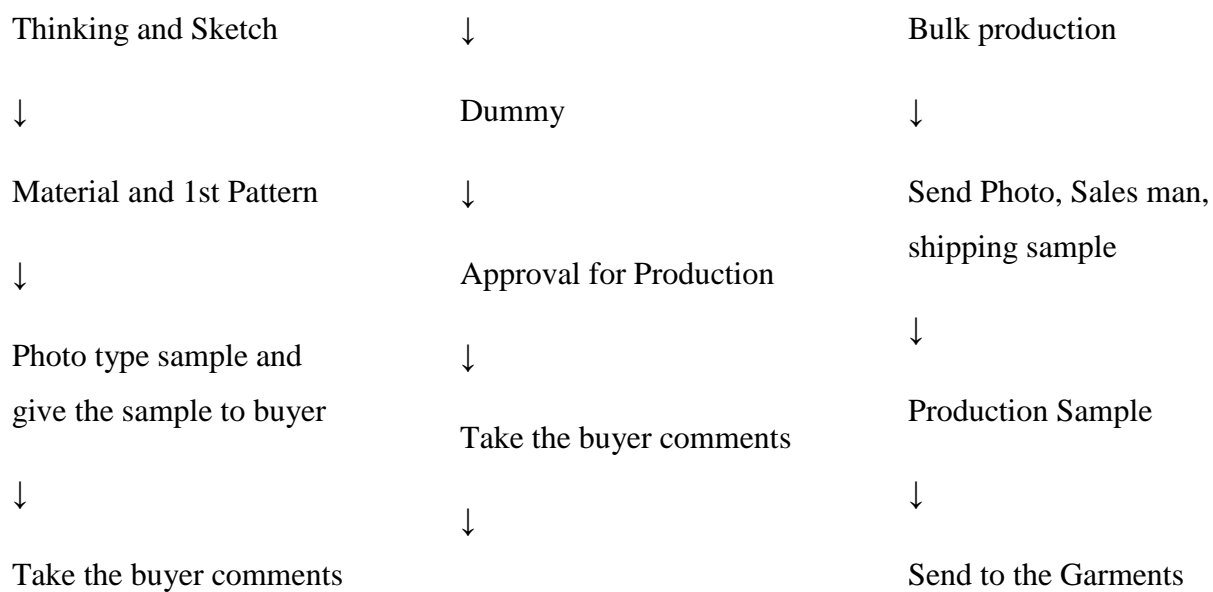 Thinking and Sketch
↓
Material and 1st Pattern
↓
Photo type sample and
give the sample to buyer
↓
Take the buyer comments
↓
Dummy
↓
Approval for Production
↓
Take the buyer comments
↓
Bulk production
↓
Send Photo, Sales man,
shipping sample
↓
Production Sample
↓
Send to the Garments